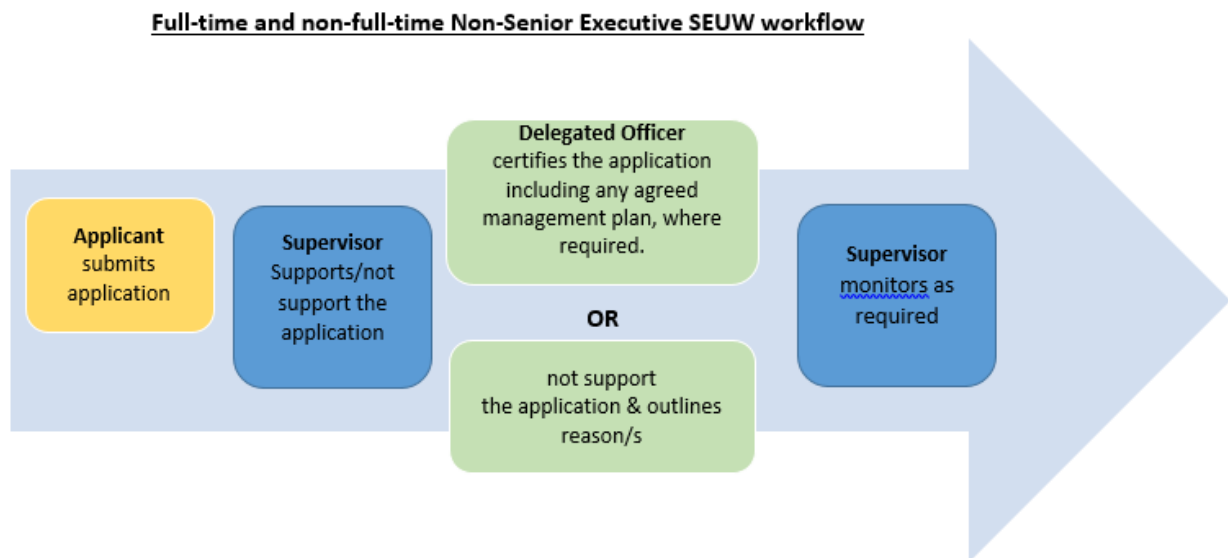 Full-time and non-full-time Non-Senior Executive SEUW workflow
Applicant
submits
application
Supervisor
Supports/not
support the
application
Delegated Officer
certifies the application
including any agreed
management plan, where
required.
OR
not support
the application & outlines
reason/s
Supervisor
monitors as
required